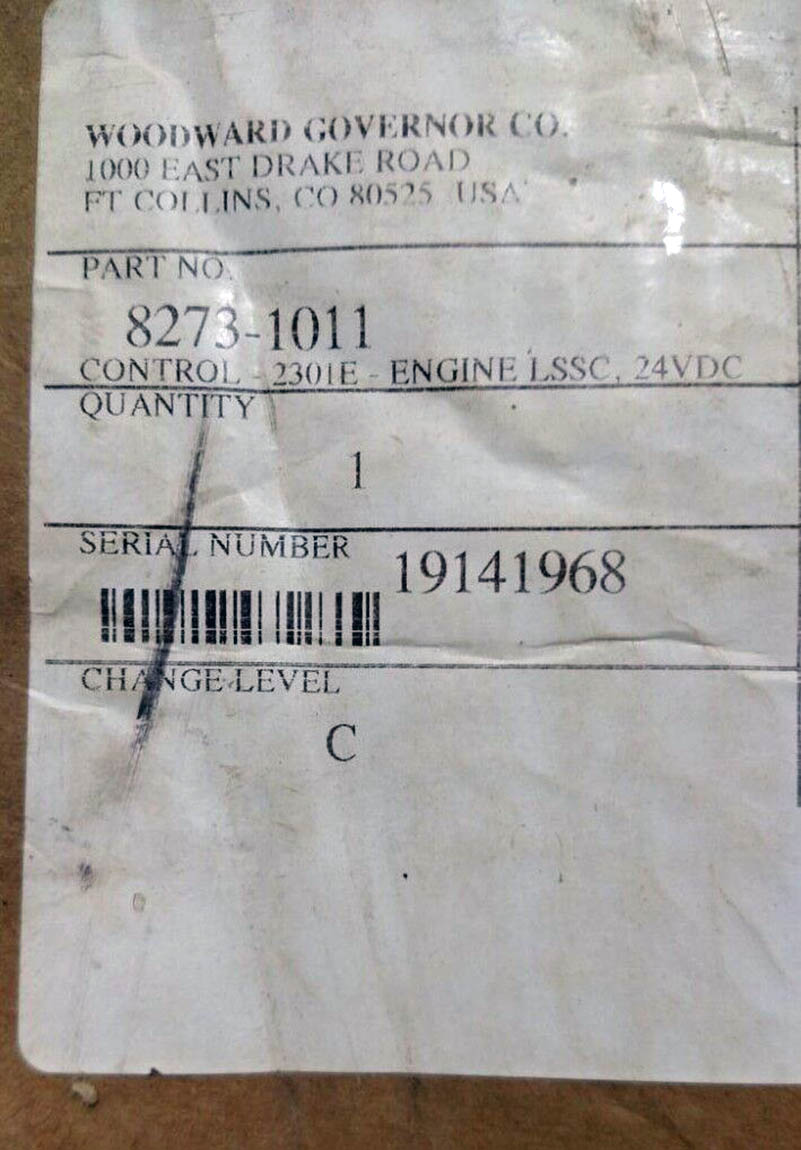 WOODWARD GOVERNOR CO.
1000 EAST DRAKE ROAD
FT COLLINS, CO 80525 USA
PART NO.
8273-1011
CONTROL - 2301E - ENGINE LSSC, 24VDC
QUANTITY
1
SERIAL NUMBER 19141968
CHANGE LEVEL
C